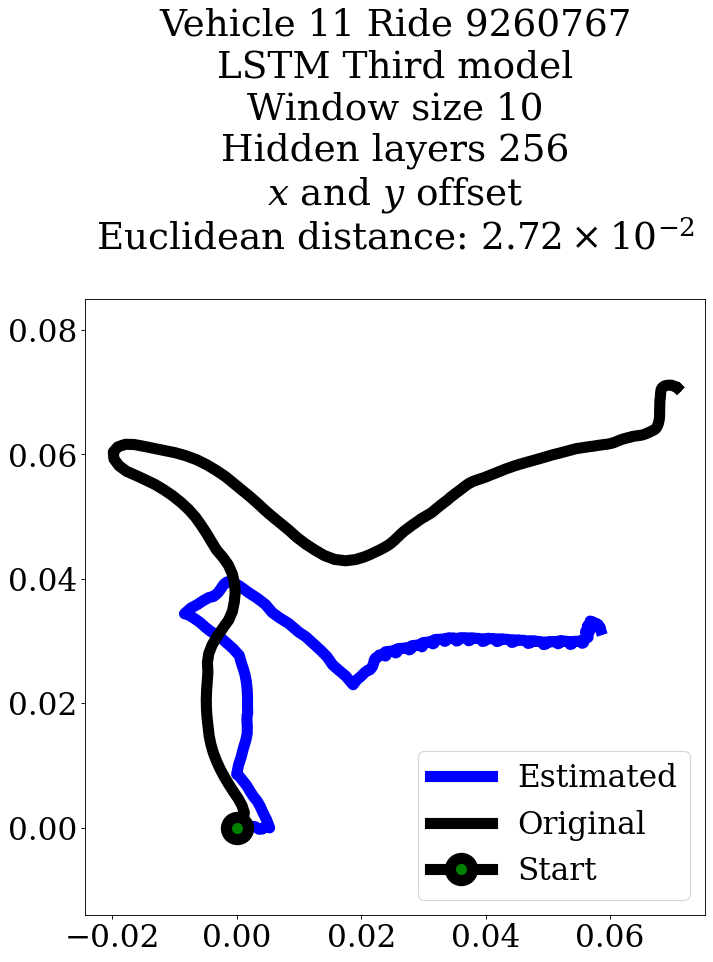 Vehicle 11 Ride 9260767
LSTM Third model
Window size 10
Hidden layers 256
x and y offset
Euclidean distance: 2.72 × 10⁻²
0.08
0.06
0.04
0.02
0.00
Estimated
Original
Start
−0.02 0.00 0.02 0.04 0.06